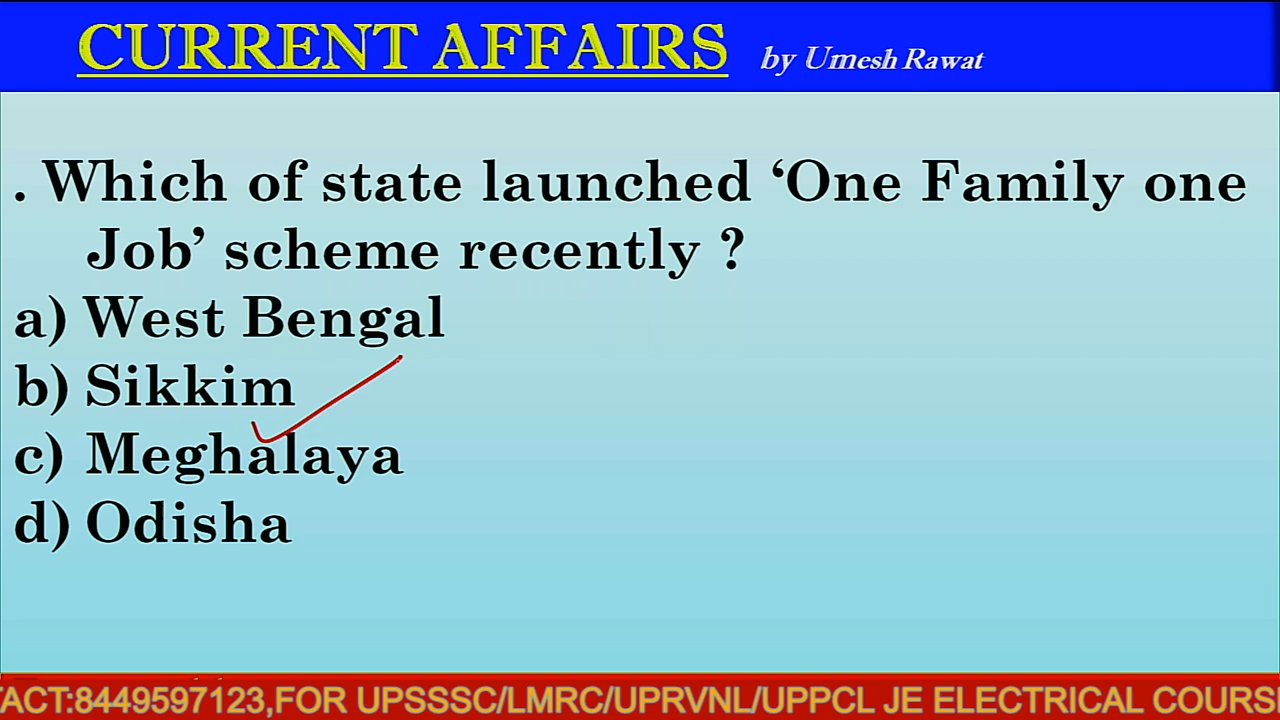 CURRENT AFFAIRS by Umesh Rawat
. Which of state launched ‘One Family one
Job’ scheme recently ?
a) West Bengal
b) Sikkim
c) Meghalaya
d) Odisha
TACT:8449597123,FOR UPSSSC/LMRC/UPRVNL/UPPCL JE ELECTRICAL COURS